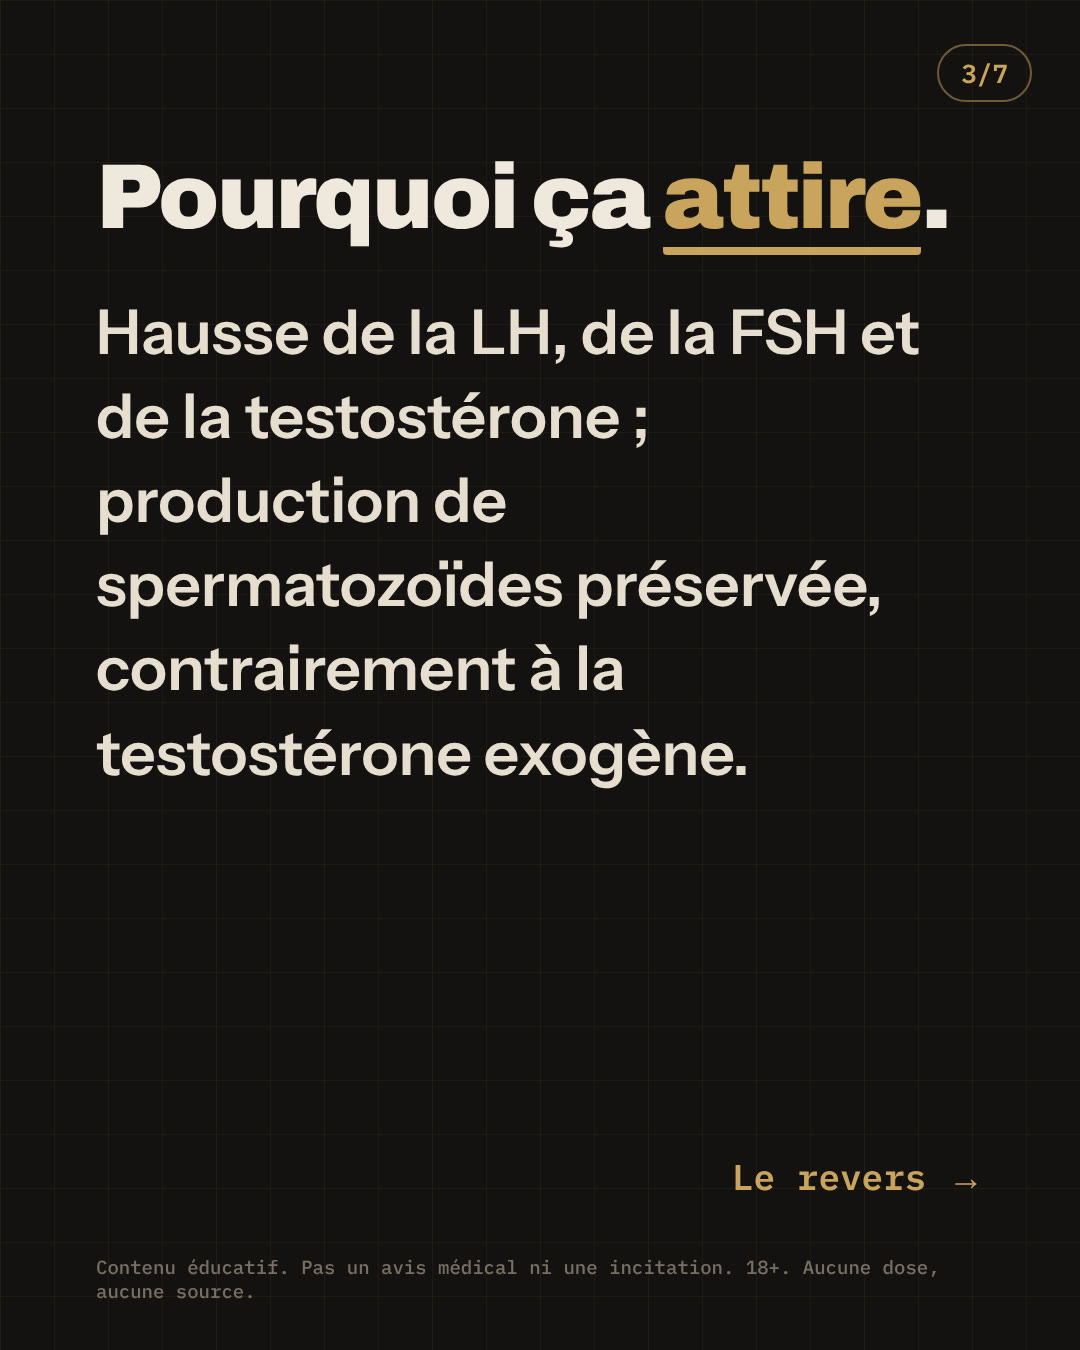 3/7
Pourquoi ça attire.
Hausse de la LH, de la FSH et
de la testostérone ;
production de
spermatozoïdes préservée,
contrairement à la
testostérone exogène.
Le revers →
Contenu éducatif. Pas un avis médical ni une incitation. 18+. Aucune dose,
aucune source.